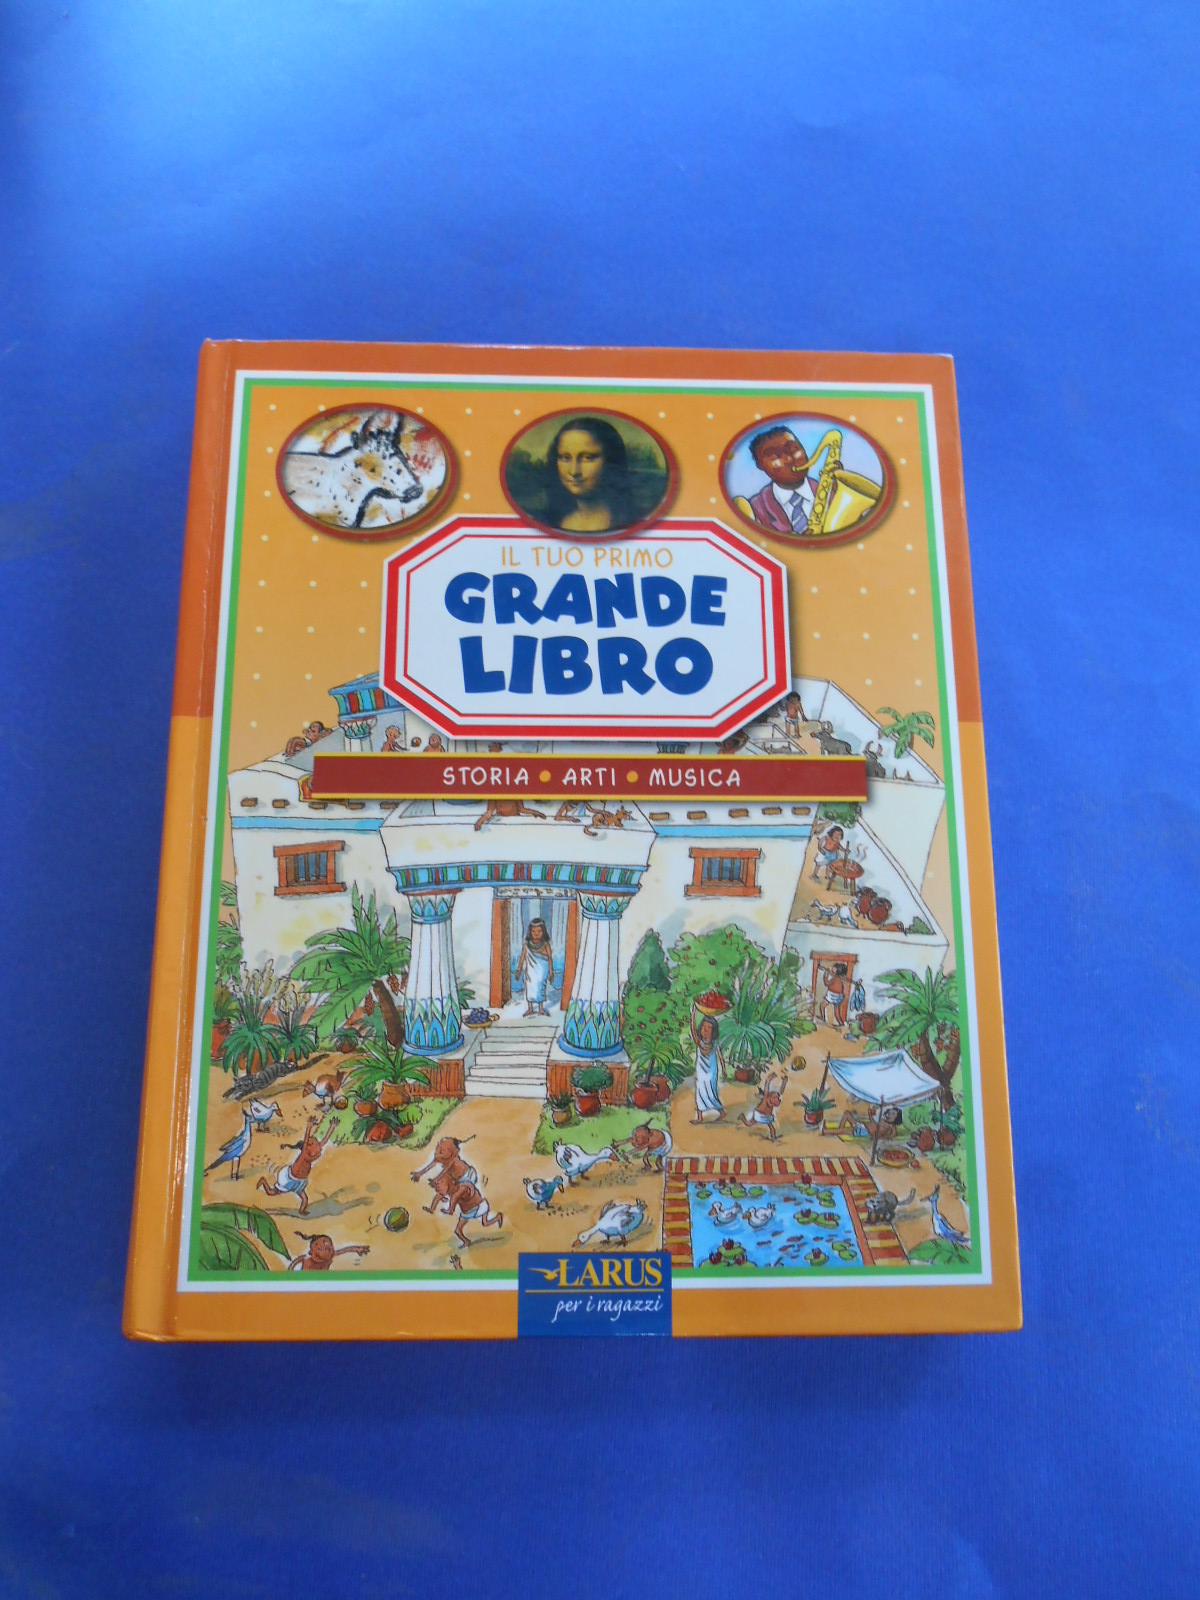 IL TUO PRIMO
GRANDE
LIBRO
STORIA • ARTI • MUSICA
LARUS
per i ragazzi